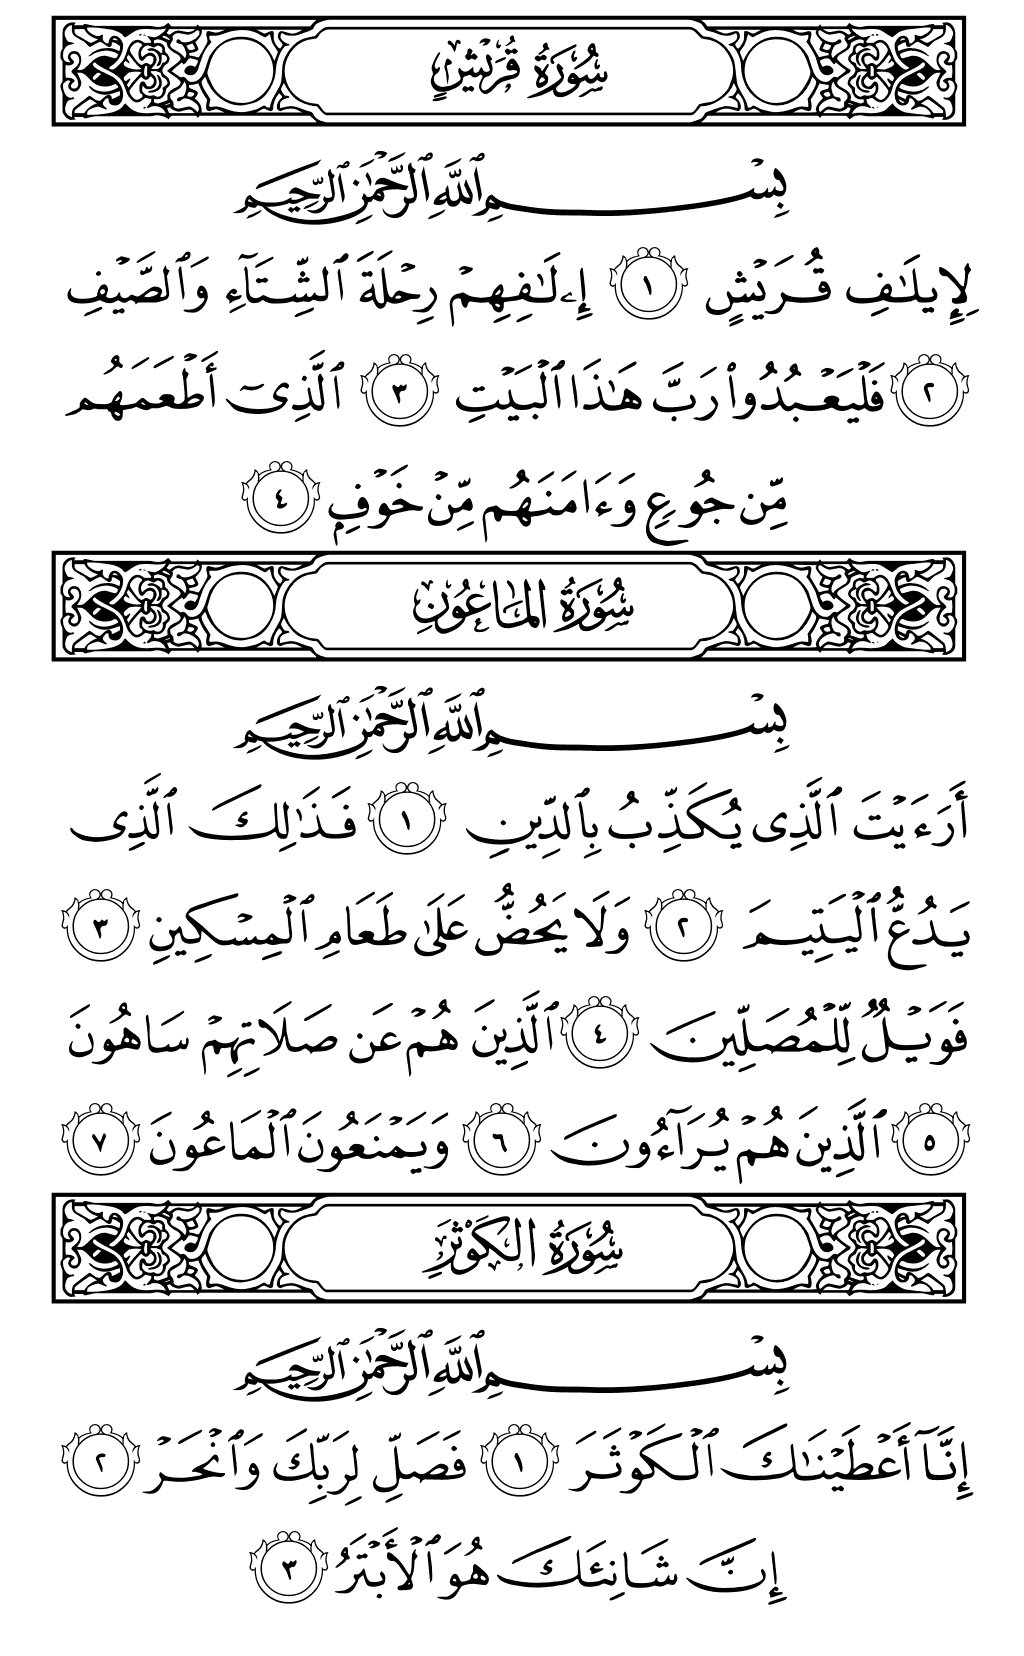 سُورَةُ قُرَيْشٍ
بِسْمِ ٱللَّهِ ٱلرَّحْمَٰنِ ٱلرَّحِيمِ
لِإِيلَٰفِ قُرَيْشٍ ١ إِۦلَٰفِهِمْ رِحْلَةَ ٱلشِّتَآءِ وَٱلصَّيْفِ
٢ فَلْيَعْبُدُوا۟ رَبَّ هَٰذَا ٱلْبَيْتِ ٣ ٱلَّذِىٓ أَطْعَمَهُم
مِّن جُوعٍ وَءَامَنَهُم مِّنْ خَوْفٍۭ ٤
سُورَةُ المَاعُونِ
بِسْمِ ٱللَّهِ ٱلرَّحْمَٰنِ ٱلرَّحِيمِ
أَرَءَيْتَ ٱلَّذِى يُكَذِّبُ بِٱلدِّينِ ١ فَذَٰلِكَ ٱلَّذِى
يَدُعُّ ٱلْيَتِيمَ ٢ وَلَا يَحُضُّ عَلَىٰ طَعَامِ ٱلْمِسْكِينِ ٣
فَوَيْلٌ لِّلْمُصَلِّينَ ٤ ٱلَّذِينَ هُمْ عَن صَلَاتِهِمْ سَاهُونَ
٥ ٱلَّذِينَ هُمْ يُرَآءُونَ ٦ وَيَمْنَعُونَ ٱلْمَاعُونَ ٧
سُورَةُ الكَوْثَرِ
بِسْمِ ٱللَّهِ ٱلرَّحْمَٰنِ ٱلرَّحِيمِ
إِنَّآ أَعْطَيْنَٰكَ ٱلْكَوْثَرَ ١ فَصَلِّ لِرَبِّكَ وَٱنْحَرْ ٢
إِنَّ شَانِئَكَ هُوَ ٱلْأَبْتَرُ ٣